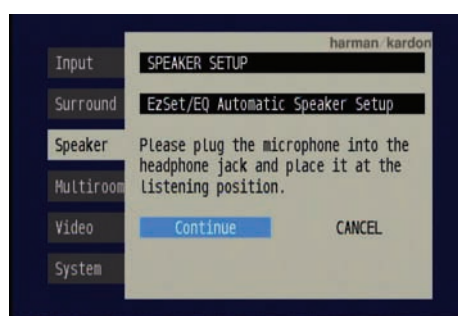 harman/kardon
Input
Surround
Speaker
Multiroom
Video
System
SPEAKER SETUP
EzSet/EQ Automatic Speaker Setup
Please plug the microphone into the
headphone jack and place it at the
listening position.
Continue
CANCEL